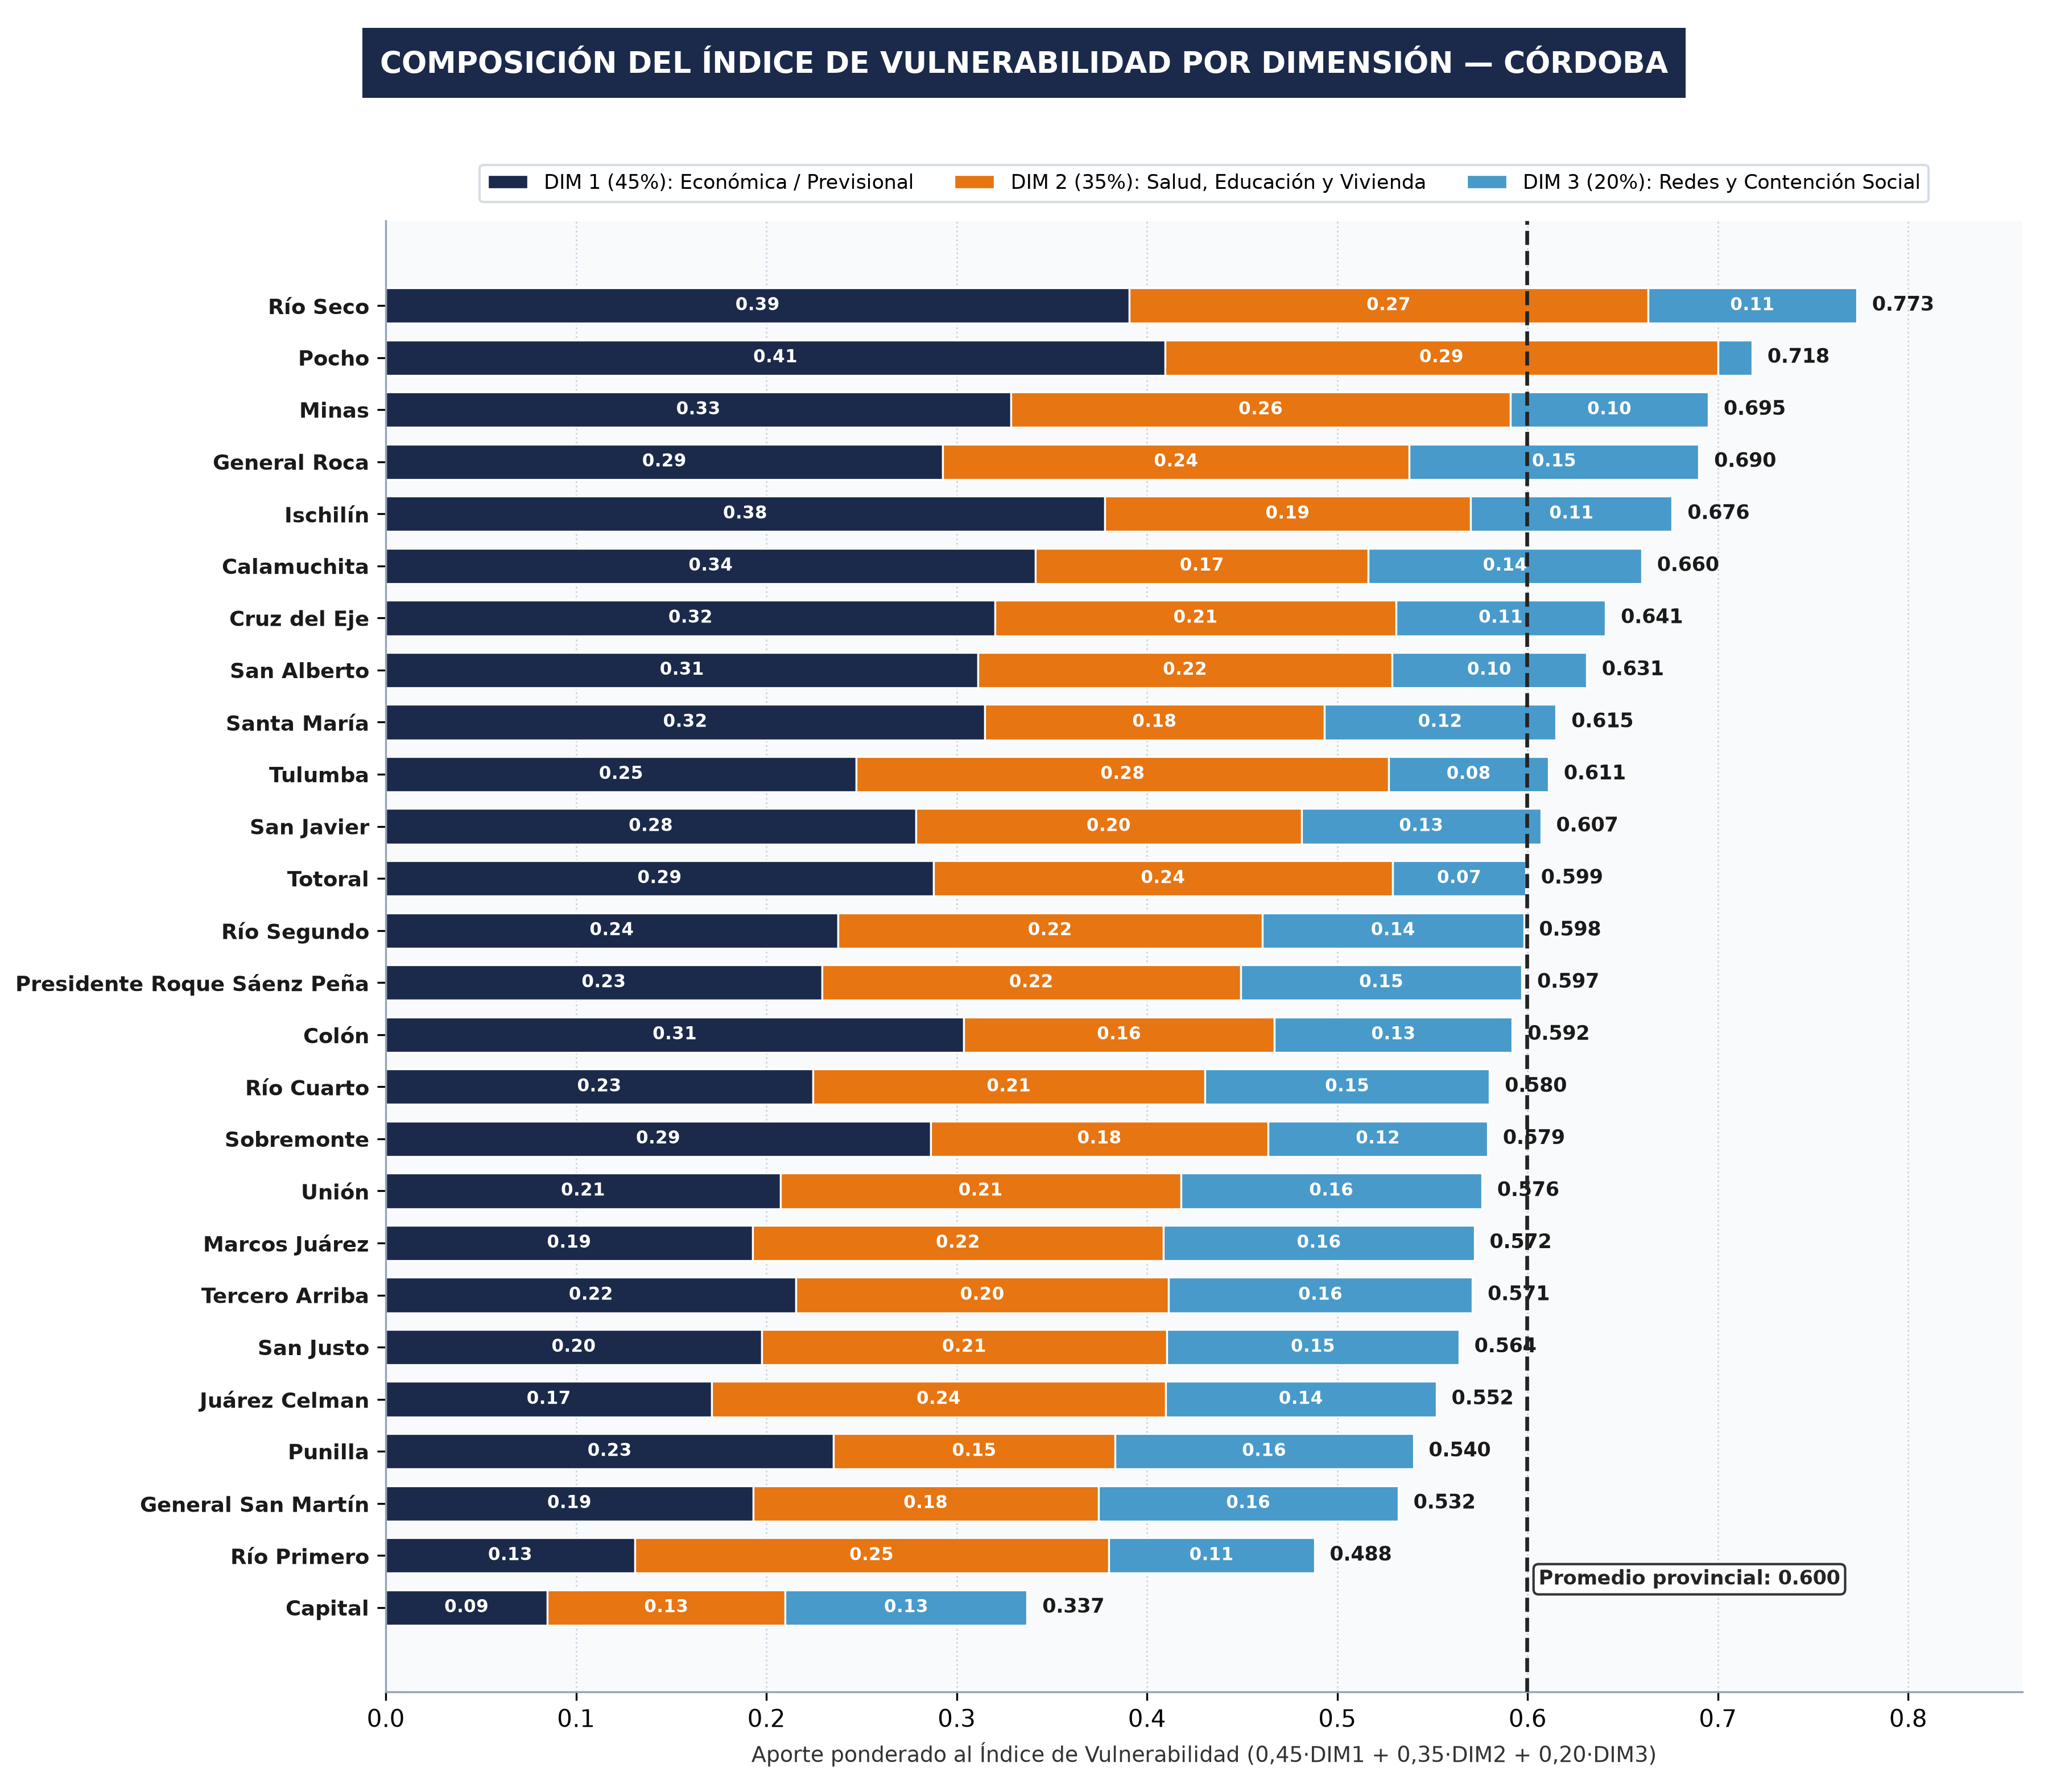 COMPOSICIÓN DEL ÍNDICE DE VULNERABILIDAD POR DIMENSIÓN — CÓRDOBA
DIM 1 (45%): Económica / Previsional DIM 2 (35%): Salud, Educación y Vivienda DIM 3 (20%): Redes y Contención Social
Río Seco 0.39 0.27 0.11 0.773
Pocho 0.41 0.29 0.718
Minas 0.33 0.26 0.10 0.695
General Roca 0.29 0.24 0.15 0.690
Ischilín 0.38 0.19 0.11 0.676
Calamuchita 0.34 0.17 0.14 0.660
Cruz del Eje 0.32 0.21 0.11 0.641
San Alberto 0.31 0.22 0.10 0.631
Santa María 0.32 0.18 0.12 0.615
Tulumba 0.25 0.28 0.08 0.611
San Javier 0.28 0.20 0.13 0.607
Totoral 0.29 0.24 0.07 0.599
Río Segundo 0.24 0.22 0.14 0.598
Presidente Roque Sáenz Peña 0.23 0.22 0.15 0.597
Colón 0.31 0.16 0.13 0.592
Río Cuarto 0.23 0.21 0.15 0.580
Sobremonte 0.29 0.18 0.12 0.579
Unión 0.21 0.21 0.16 0.576
Marcos Juárez 0.19 0.22 0.16 0.572
Tercero Arriba 0.22 0.20 0.16 0.571
San Justo 0.20 0.21 0.15 0.564
Juárez Celman 0.17 0.24 0.14 0.552
Punilla 0.23 0.15 0.16 0.540
General San Martín 0.19 0.18 0.16 0.532
Río Primero 0.13 0.25 0.11 0.488
Promedio provincial: 0.600
Capital 0.09 0.13 0.13 0.337
0.0 0.1 0.2 0.3 0.4 0.5 0.6 0.7 0.8
Aporte ponderado al Índice de Vulnerabilidad (0,45·DIM1 + 0,35·DIM2 + 0,20·DIM3)